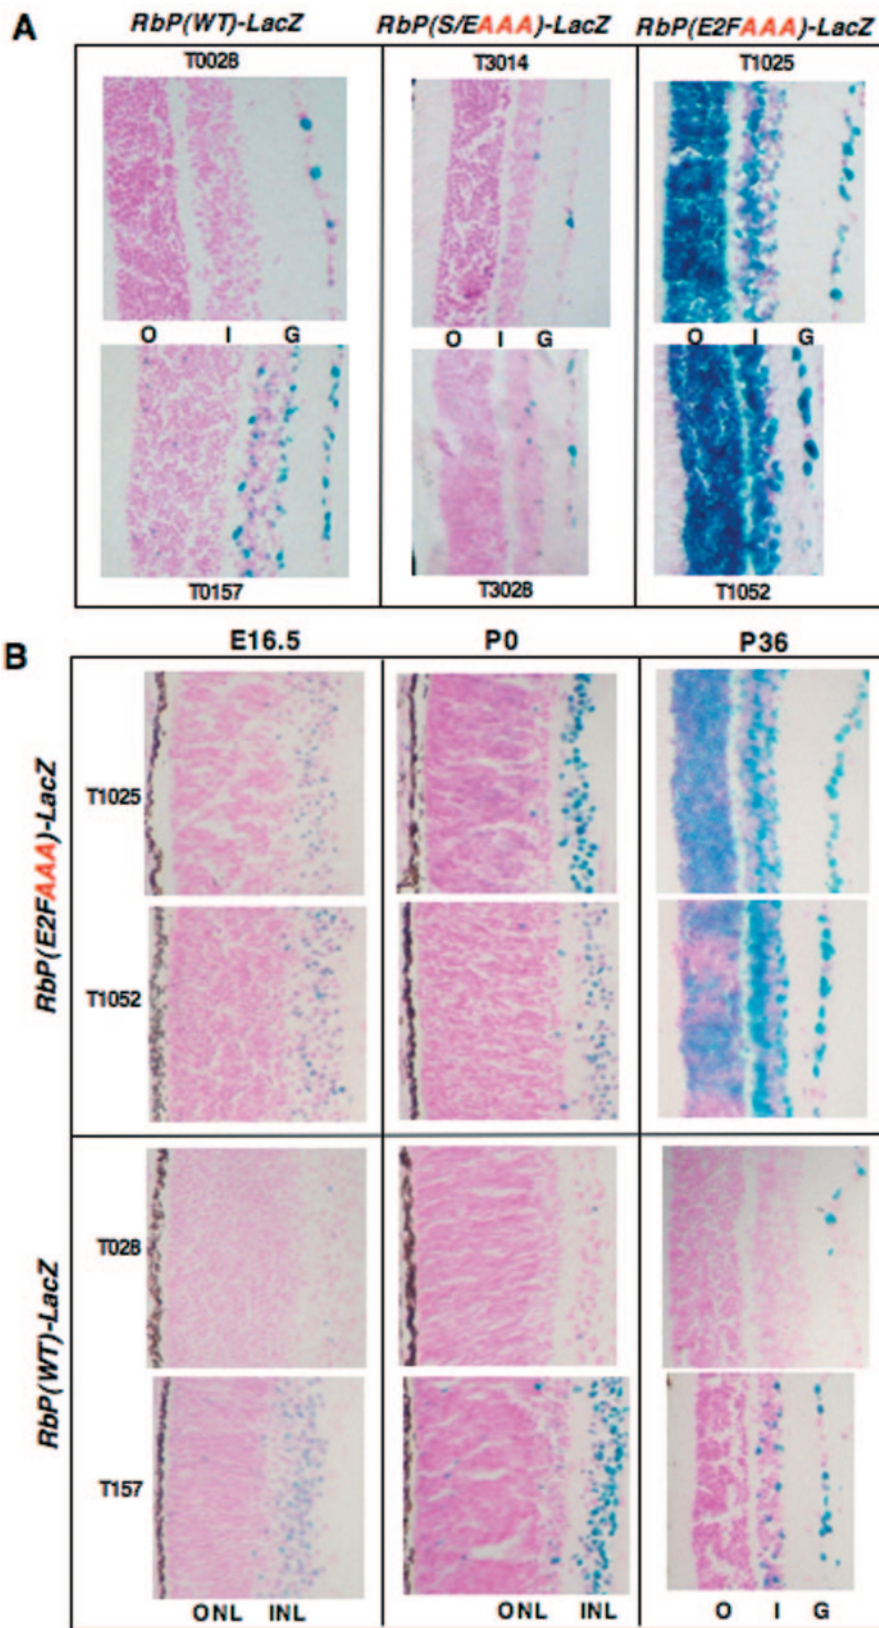 A
RbP(WT)-LacZ RbP(S/EAAA)-LacZ RbP(E2FAAA)-LacZ
T0028 T3014 T1025
O I G O I G O I G
T0157 T3028 T1052
B
E16.5 P0 P36
RbP(E2FAAA)-LacZ
T1025
T1052
RbP(WT)-LacZ
T028
T157
ONL INL ONL INL O I G